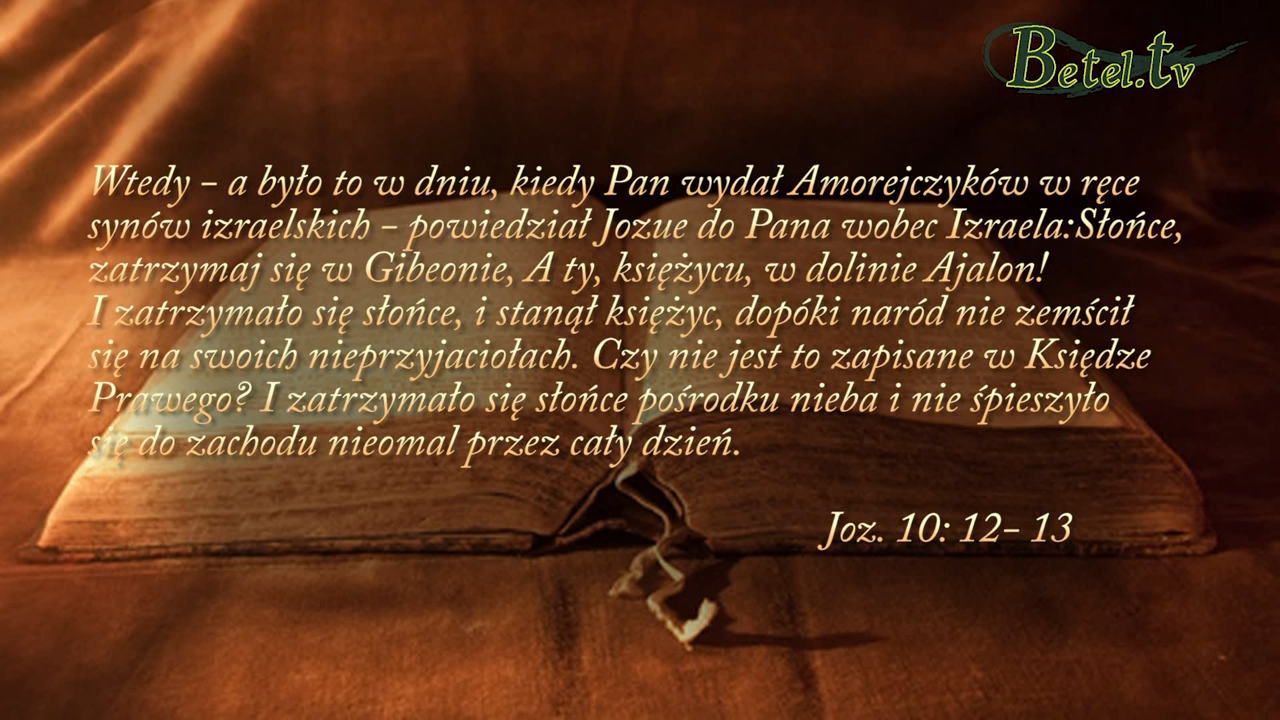 Betel.tv
Wtedy - a było to w dniu, kiedy Pan wydał Amorejczyków w ręce
synów izraelskich - powiedział Jozue do Pana wobec Izraela:Słońce,
zatrzymaj się w Gibeonie, A ty, księżycu, w dolinie Ajalon!
I zatrzymało się słońce, i stanął księżyc, dopóki naród nie zemścił
się na swoich nieprzyjaciołach. Czy nie jest to zapisane w Księdze
Prawego? I zatrzymało się słońce pośrodku nieba i nie śpieszyło
się do zachodu nieomal przez cały dzień.
Joz. 10: 12- 13